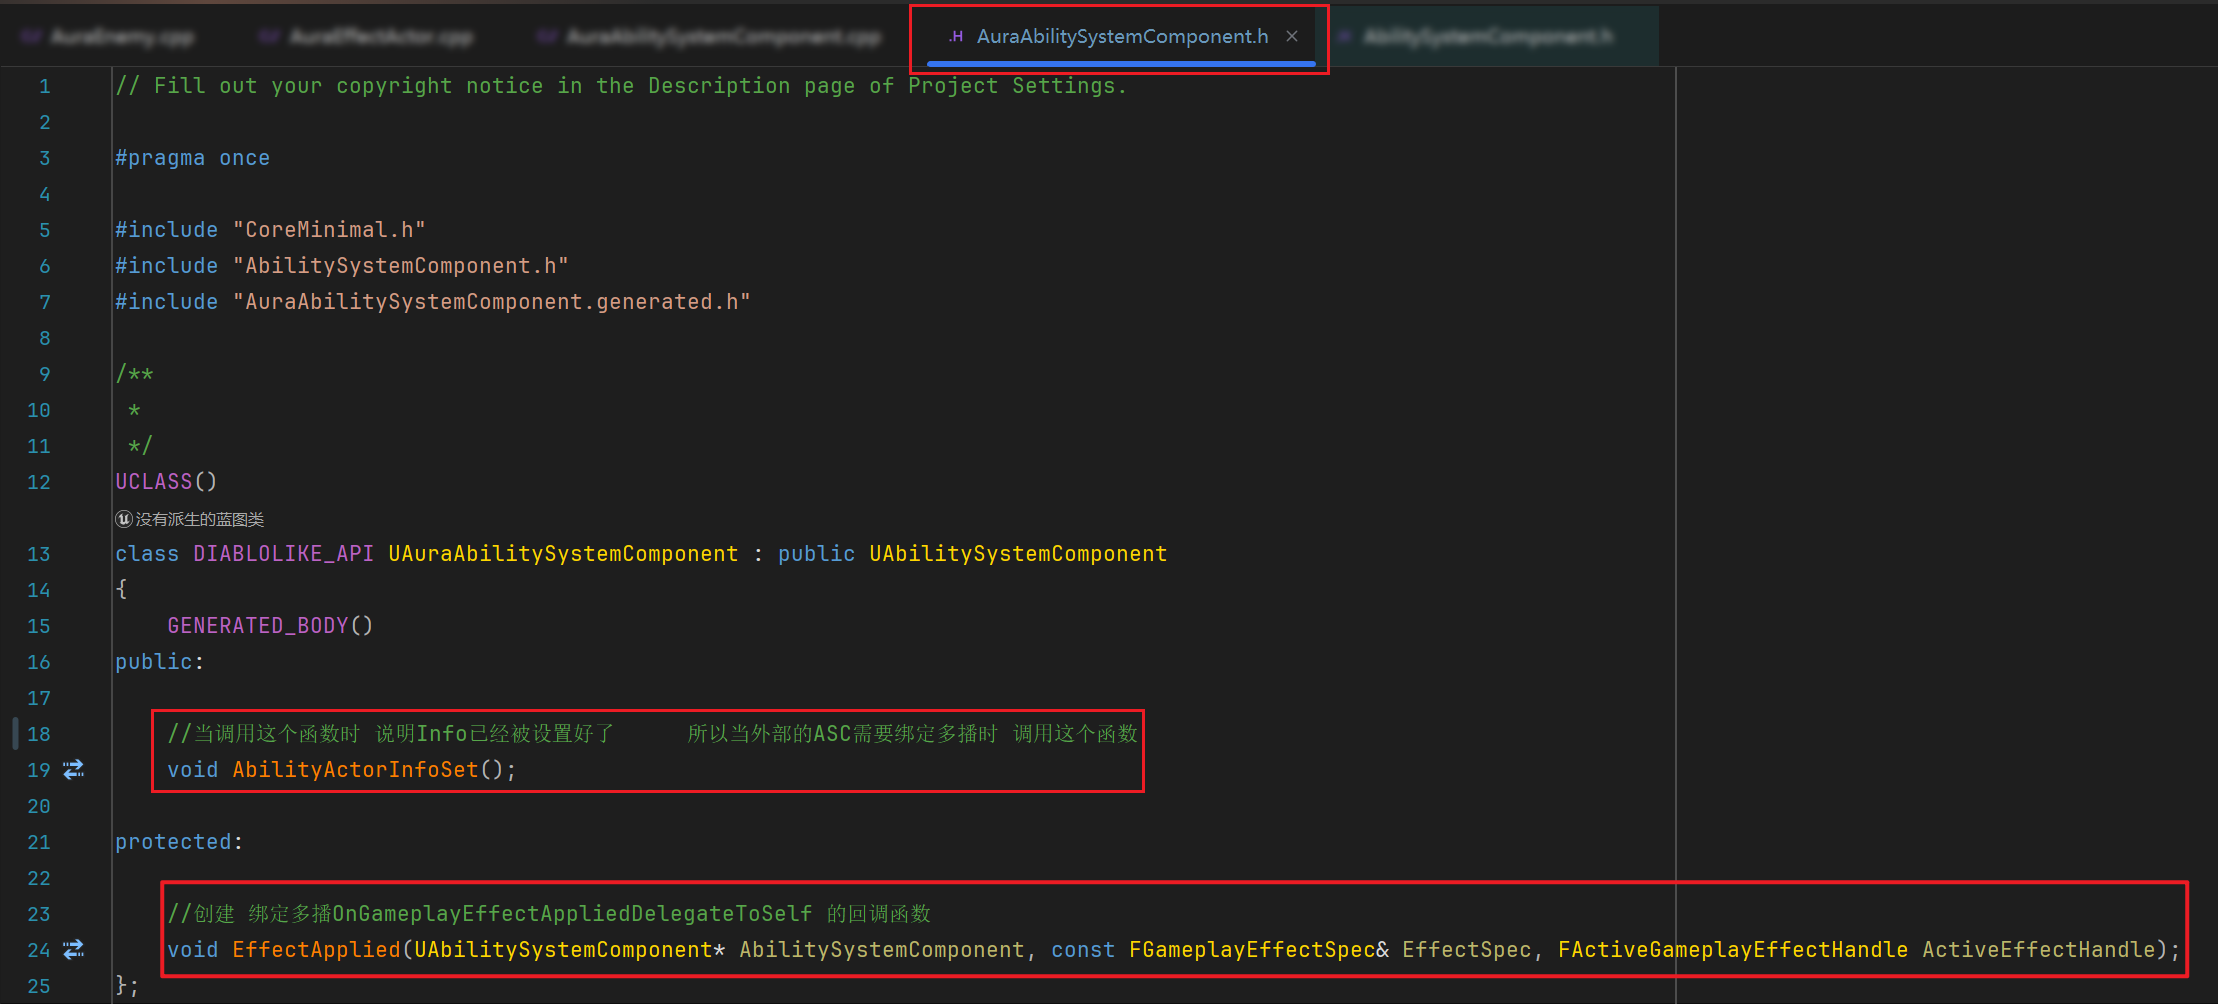 AuraEnemy.cpp AuraEffectActor.cpp AuraAbilitySystemComponent.cpp .H AuraAbilitySystemComponent.h × AbilitySystemComponent.h
1 // Fill out your copyright notice in the Description page of Project Settings.
2
3 #pragma once
4
5 #include "CoreMinimal.h"
6 #include "AbilitySystemComponent.h"
7 #include "AuraAbilitySystemComponent.generated.h"
8
9 /**
10 *
11 */
12 UCLASS()
没有派生的蓝图类
13 class DIABLOLIKE_API UAuraAbilitySystemComponent : public UAbilitySystemComponent
14 {
15 GENERATED_BODY()
16 public:
17
18 //当调用这个函数时 说明Info已经被设置好了 所以当外部的ASC需要绑定多播时 调用这个函数
19 void AbilityActorInfoSet();
20
21 protected:
22
23 //创建 绑定多播OnGameplayEffectAppliedDelegateToSelf 的回调函数
24 void EffectApplied(UAbilitySystemComponent* AbilitySystemComponent, const FGameplayEffectSpec& EffectSpec, FActiveGameplayEffectHandle ActiveEffectHandle);
25 };